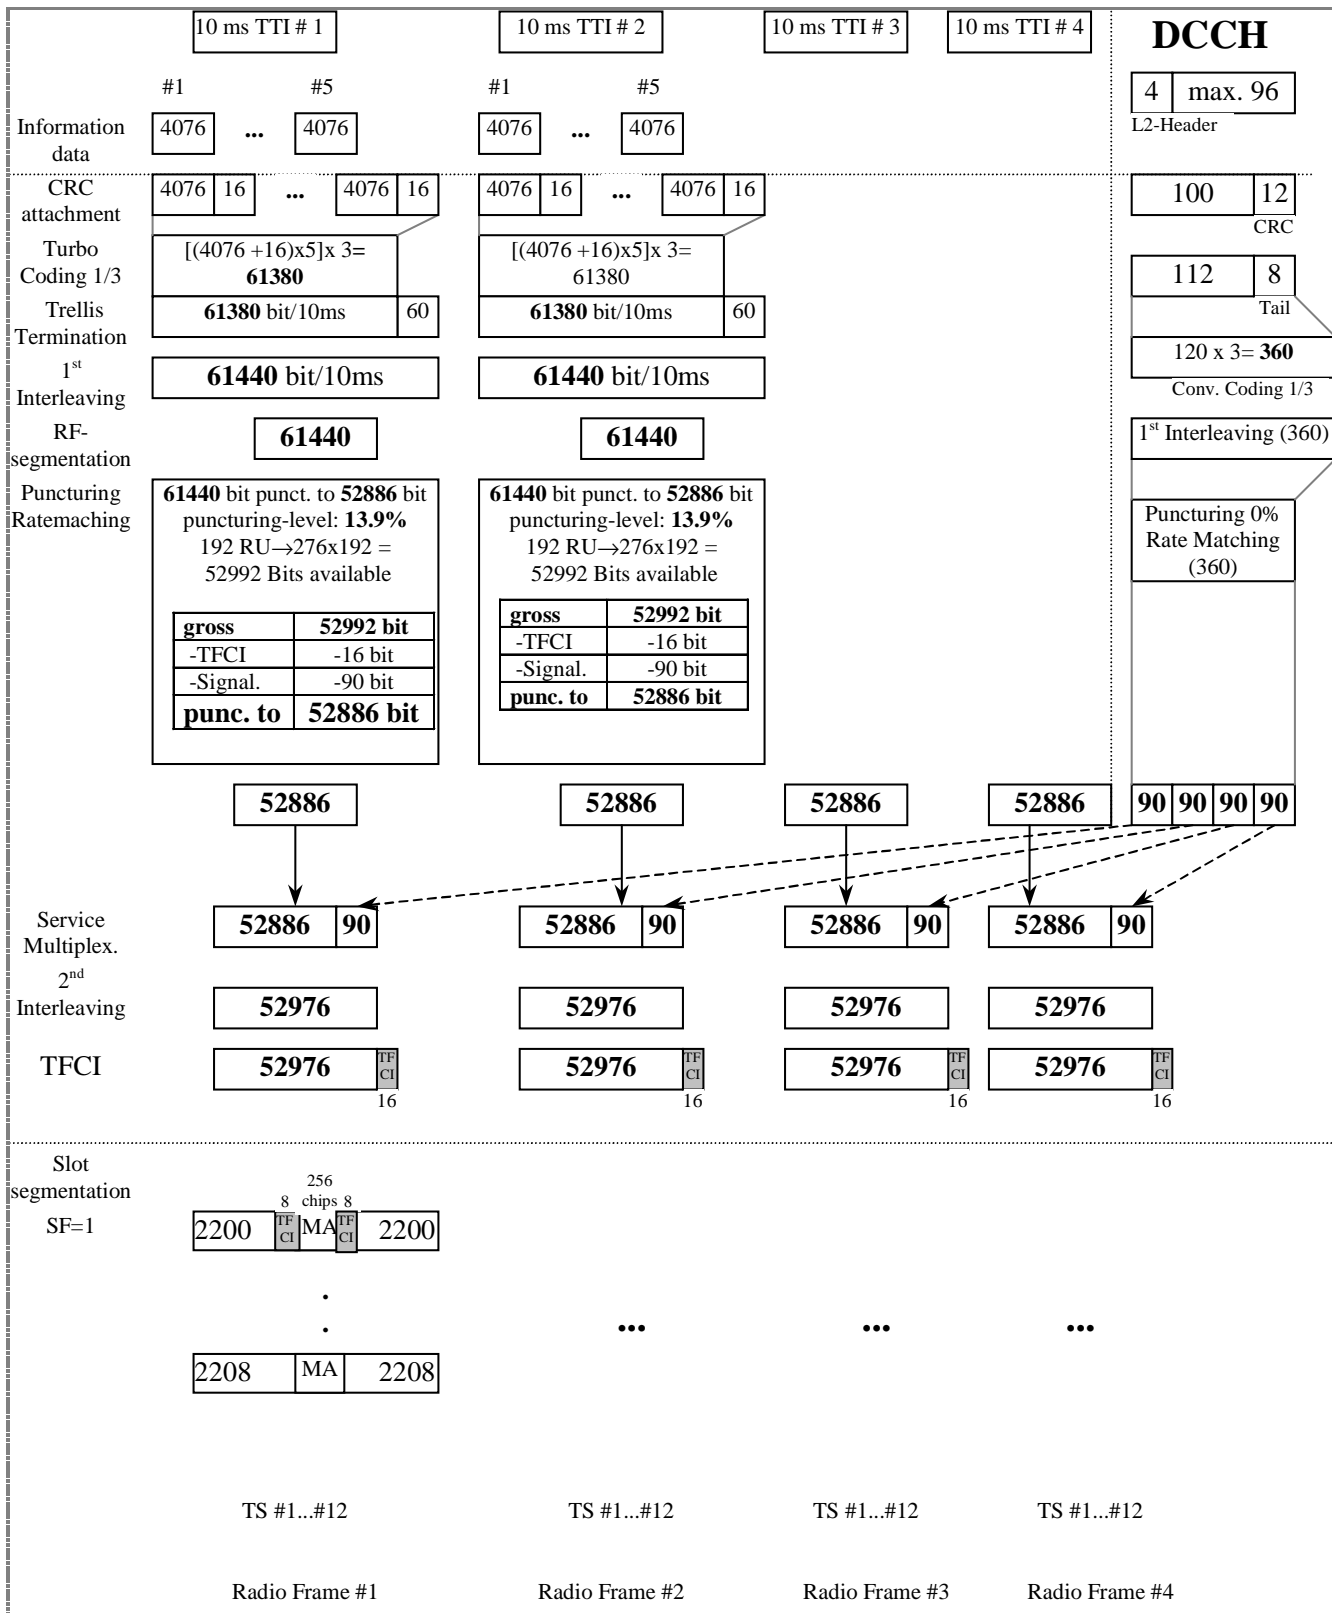 10 ms TTI # 1 10 ms TTI # 2 10 ms TTI # 3 10 ms TTI # 4 DCCH
#1 #5 #1 #5
4 max. 96
L2-Header
Information data
4076 ... 4076 4076 ... 4076
CRC attachment
4076 16 ... 4076 16 4076 16 ... 4076 16
100 12
CRC
Turbo Coding 1/3
[(4076 +16)x5]x 3=
61380
[(4076 +16)x5]x 3=
61380
112 8
Tail
Trellis Termination
61380 bit/10ms 60 61380 bit/10ms 60
120 x 3= 360
Conv. Coding 1/3
1st Interleaving
61440 bit/10ms 61440 bit/10ms
RF-segmentation
61440 61440
1st Interleaving (360)
Puncturing Ratemaching
61440 bit punct. to 52886 bit
puncturing-level: 13.9%
192 RU→276x192 =
52992 Bits available
gross 52992 bit
-TFCI -16 bit
-Signal. -90 bit
punc. to 52886 bit
61440 bit punct. to 52886 bit
puncturing-level: 13.9%
192 RU→276x192 =
52992 Bits available
gross 52992 bit
-TFCI -16 bit
-Signal. -90 bit
punc. to 52886 bit
Puncturing 0%
Rate Matching
(360)
52886 52886 52886 52886 90 90 90 90
Service Multiplex.
52886 90 52886 90 52886 90 52886 90
2nd Interleaving
52976 52976 52976 52976
TFCI
52976 TF CI 52976 TF CI 52976 TF CI 52976 TF CI
16 16 16 16
Slot segmentation
SF=1
256
8 chips 8
2200 TF CI MA TF CI 2200
.
. ... ... ...
2208 MA 2208
TS #1...#12 TS #1...#12 TS #1...#12 TS #1...#12
Radio Frame #1 Radio Frame #2 Radio Frame #3 Radio Frame #4